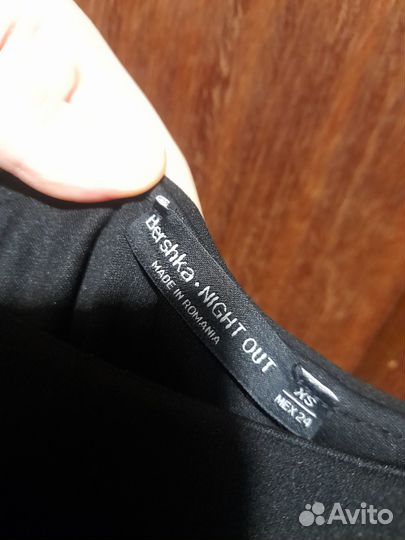 Bershka · NIGHT OUT
MADE IN ROMANIA
XS
MEX 24
Avito